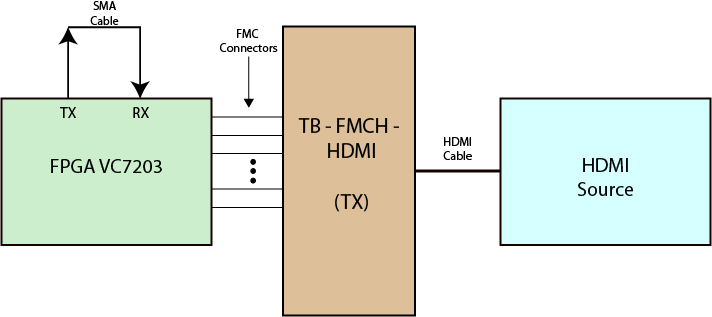 SMA
Cable
FMC
Connectors
TX
RX
FPGA VC7203
TB - FMCH -
HDMI
(TX)
HDMI
Cable
HDMI
Source